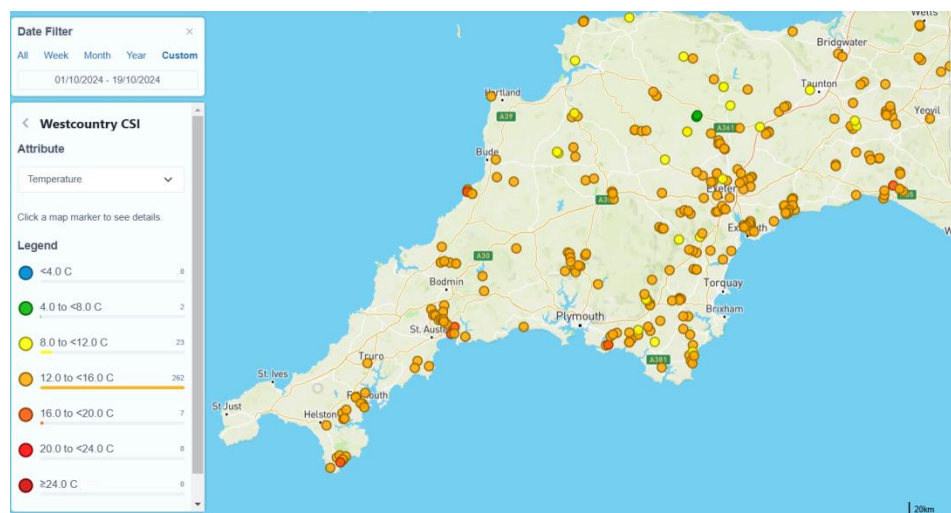 Date Filter ×
All Week Month Year Custom
01/10/2024 - 19/10/2024
< Westcountry CSI
Attribute
Temperature
Click a map marker to see details.
Legend
<4.0 C 0
4.0 to <8.0 C 2
8.0 to <12.0 C 23
12.0 to <16.0 C 262
16.0 to <20.0 C 7
20.0 to <24.0 C 0
≥24.0 C 0
Wells
Bridgwater
Taunton
Hartland
Yeovil
A39
A361
Bude
Exeter
Exmouth
A30
Bodmin
Torquay
Brixham
Plymouth
St. Austell
A381
Truro
St. Ives
St Just
Falmouth
Helston
20km